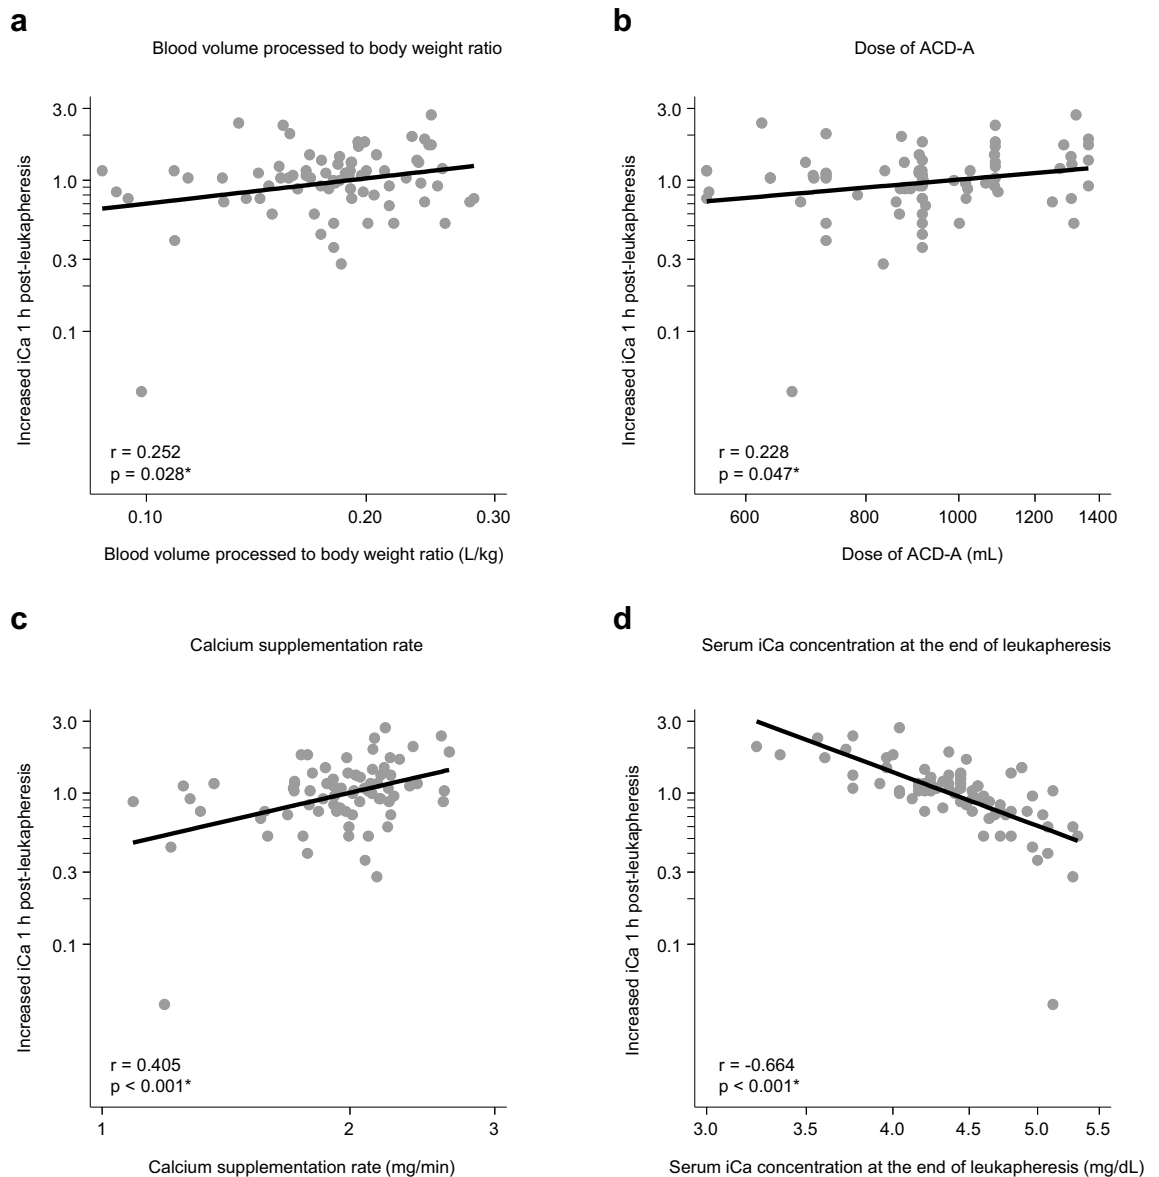 a
Blood volume processed to body weight ratio
Increased iCa 1 h post-leukapheresis
3.0
1.0
0.3
0.1
r = 0.252
p = 0.028*
0.10 0.20 0.30
Blood volume processed to body weight ratio (L/kg)
b
Dose of ACD-A
Increased iCa 1 h post-leukapheresis
3.0
1.0
0.3
0.1
r = 0.228
p = 0.047*
600 800 1000 1200 1400
Dose of ACD-A (mL)
c
Calcium supplementation rate
Increased iCa 1 h post-leukapheresis
3.0
1.0
0.3
0.1
r = 0.405
p < 0.001*
1 2 3
Calcium supplementation rate (mg/min)
d
Serum iCa concentration at the end of leukapheresis
Increased iCa 1 h post-leukapheresis
3.0
1.0
0.3
0.1
r = -0.664
p < 0.001*
3.0 3.5 4.0 4.5 5.0 5.5
Serum iCa concentration at the end of leukapheresis (mg/dL)